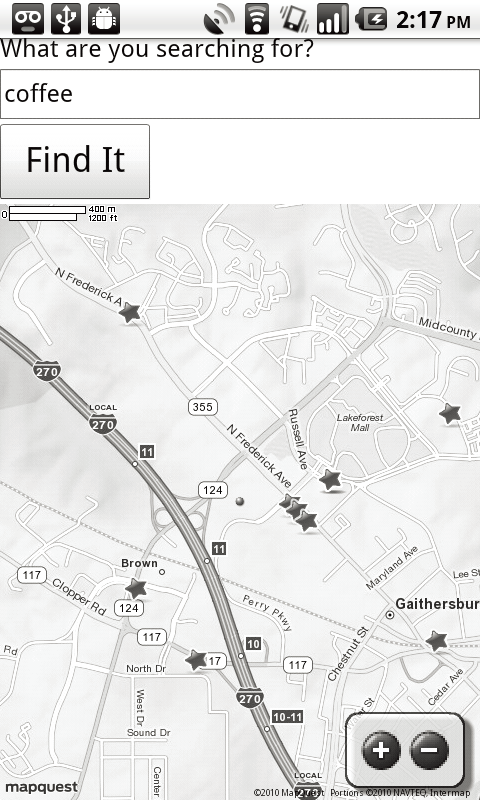 2:17 PM
What are you searching for?
coffee
Find It
0 400 m
1200 ft
N Frederick A
Midcounty
270
LOCAL
270
355
Lakeforest
Mall
Russell Ave
N Frederick Ave
11
124
11
Maryland Ave
Lee St
Brown
117
Clopper Rd
124
Perry Pkwy
Gaithersbur
117
Chestnut St
10
17
117
Rd
North Dr
Cedar Ave
270
West Dr
10-11
Sound Dr
Center
LOCAL
270
mapquest
©2010 MapQuest Portions ©2010 NAVTEQ, Intermap